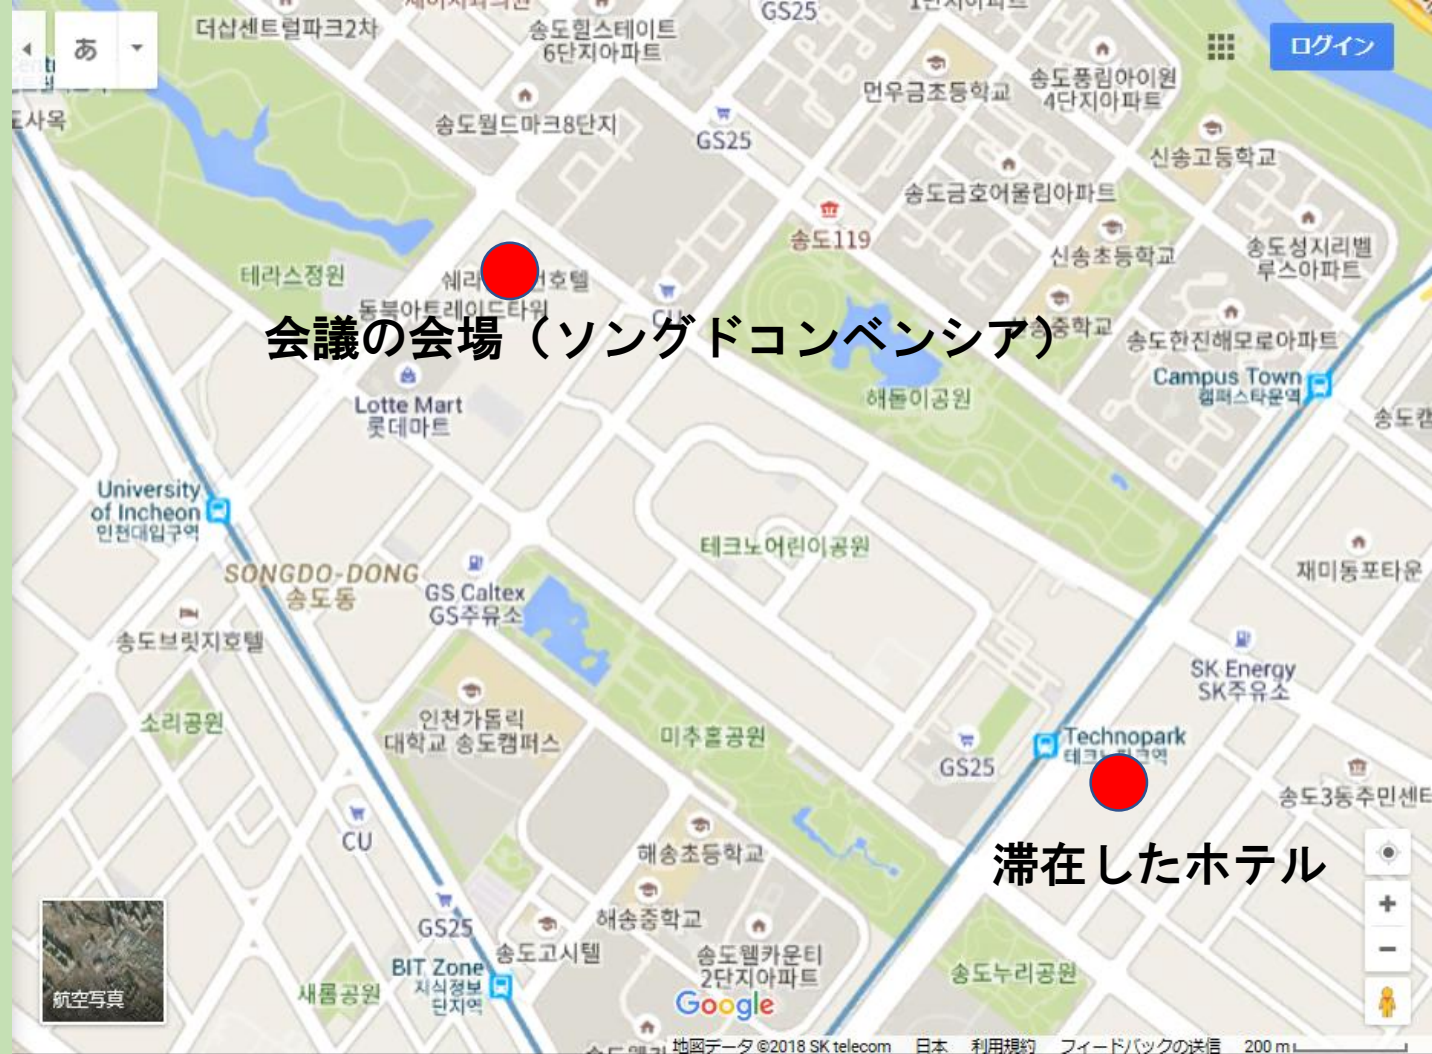 GS25
더샵센트럴파크2차
송도힐스테이트
6단지아파트
あ
ログイン
먼우금초등학교
송도풍림아이원
4단지아파트
송도월드마크8단지
GS25
신송고등학교
송도금호어울림아파트
송도119
신송초등학교
송도성지리벨
루스아파트
테라스정원
동북아트레이드타워
CU
会議の会場（ソングドコンベンシア）
송도한진해모로아파트
Campus Town
캠퍼스타운역
해돋이공원
Lotte Mart
롯데마트
University
of Incheon
인천대입구역
테크노어린이공원
재미동포타운
SONGDO-DONG
송도동
GS Caltex
GS주유소
송도브릿지호텔
SK Energy
SK주유소
소리공원
인천가톨릭
대학교 송도캠퍼스
미추홀공원
Technopark
GS25
송도3동주민센터
CU
해송초등학교
滞在したホテル
해송중학교
GS25
송도고시텔
송도웰카운티
2단지아파트
BIT Zone
지식정보
단지역
송도누리공원
새롬공원
航空写真
Google
地図データ ©2018 SK telecom 日本 利用規約 フィードバックの送信 200 m